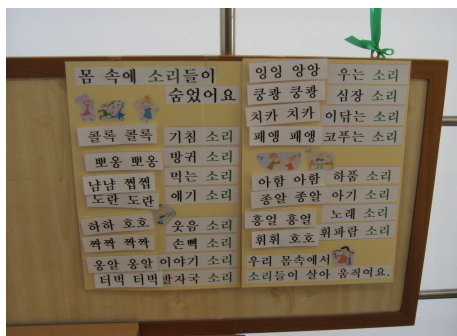 몸 속에 소리들이
숨었어요
콜록 콜록 기침 소리
뽀옹 뽀옹 방귀 소리
냠냠 쩝쩝 먹는 소리
도란 도란 얘기 소리
하하 호호 웃음 소리
짝짝 짝짝 손뼉 소리
옹알 옹알 이야기 소리
터벅 터벅 발자국 소리
잉잉 앙앙 우는 소리
쿵쾅 쿵쾅 심장 소리
치카 치카 이닦는 소리
패앵 패앵 코푸는 소리
아함 아함 하품 소리
종알 종알 아기 소리
흥얼 흥얼 노래 소리
휘휘 호호 휘파람 소리
우리 몸속에서
소리들이 살아 움직여요.